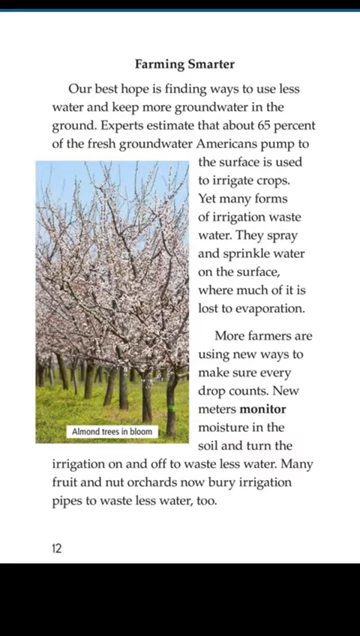 Farming Smarter
Our best hope is finding ways to use less
water and keep more groundwater in the
ground. Experts estimate that about 65 percent
of the fresh groundwater Americans pump to
the surface is used
to irrigate crops.
Yet many forms
of irrigation waste
water. They spray
and sprinkle water
on the surface,
where much of it is
lost to evaporation.
More farmers are
using new ways to
make sure every
drop counts. New
meters monitor
moisture in the
soil and turn the
irrigation on and off to waste less water. Many
fruit and nut orchards now bury irrigation
pipes to waste less water, too.
Almond trees in bloom
12